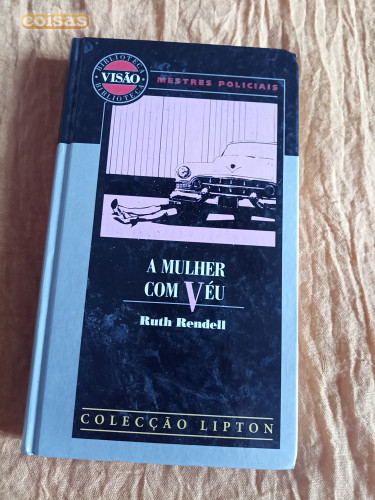 coisas
BIBLIOTECA
VISÃO
BIBLIOTECA
MESTRES POLICIAIS
A MULHER
COM VÉU
Ruth Rendell
COLECÇÃO LIPTON